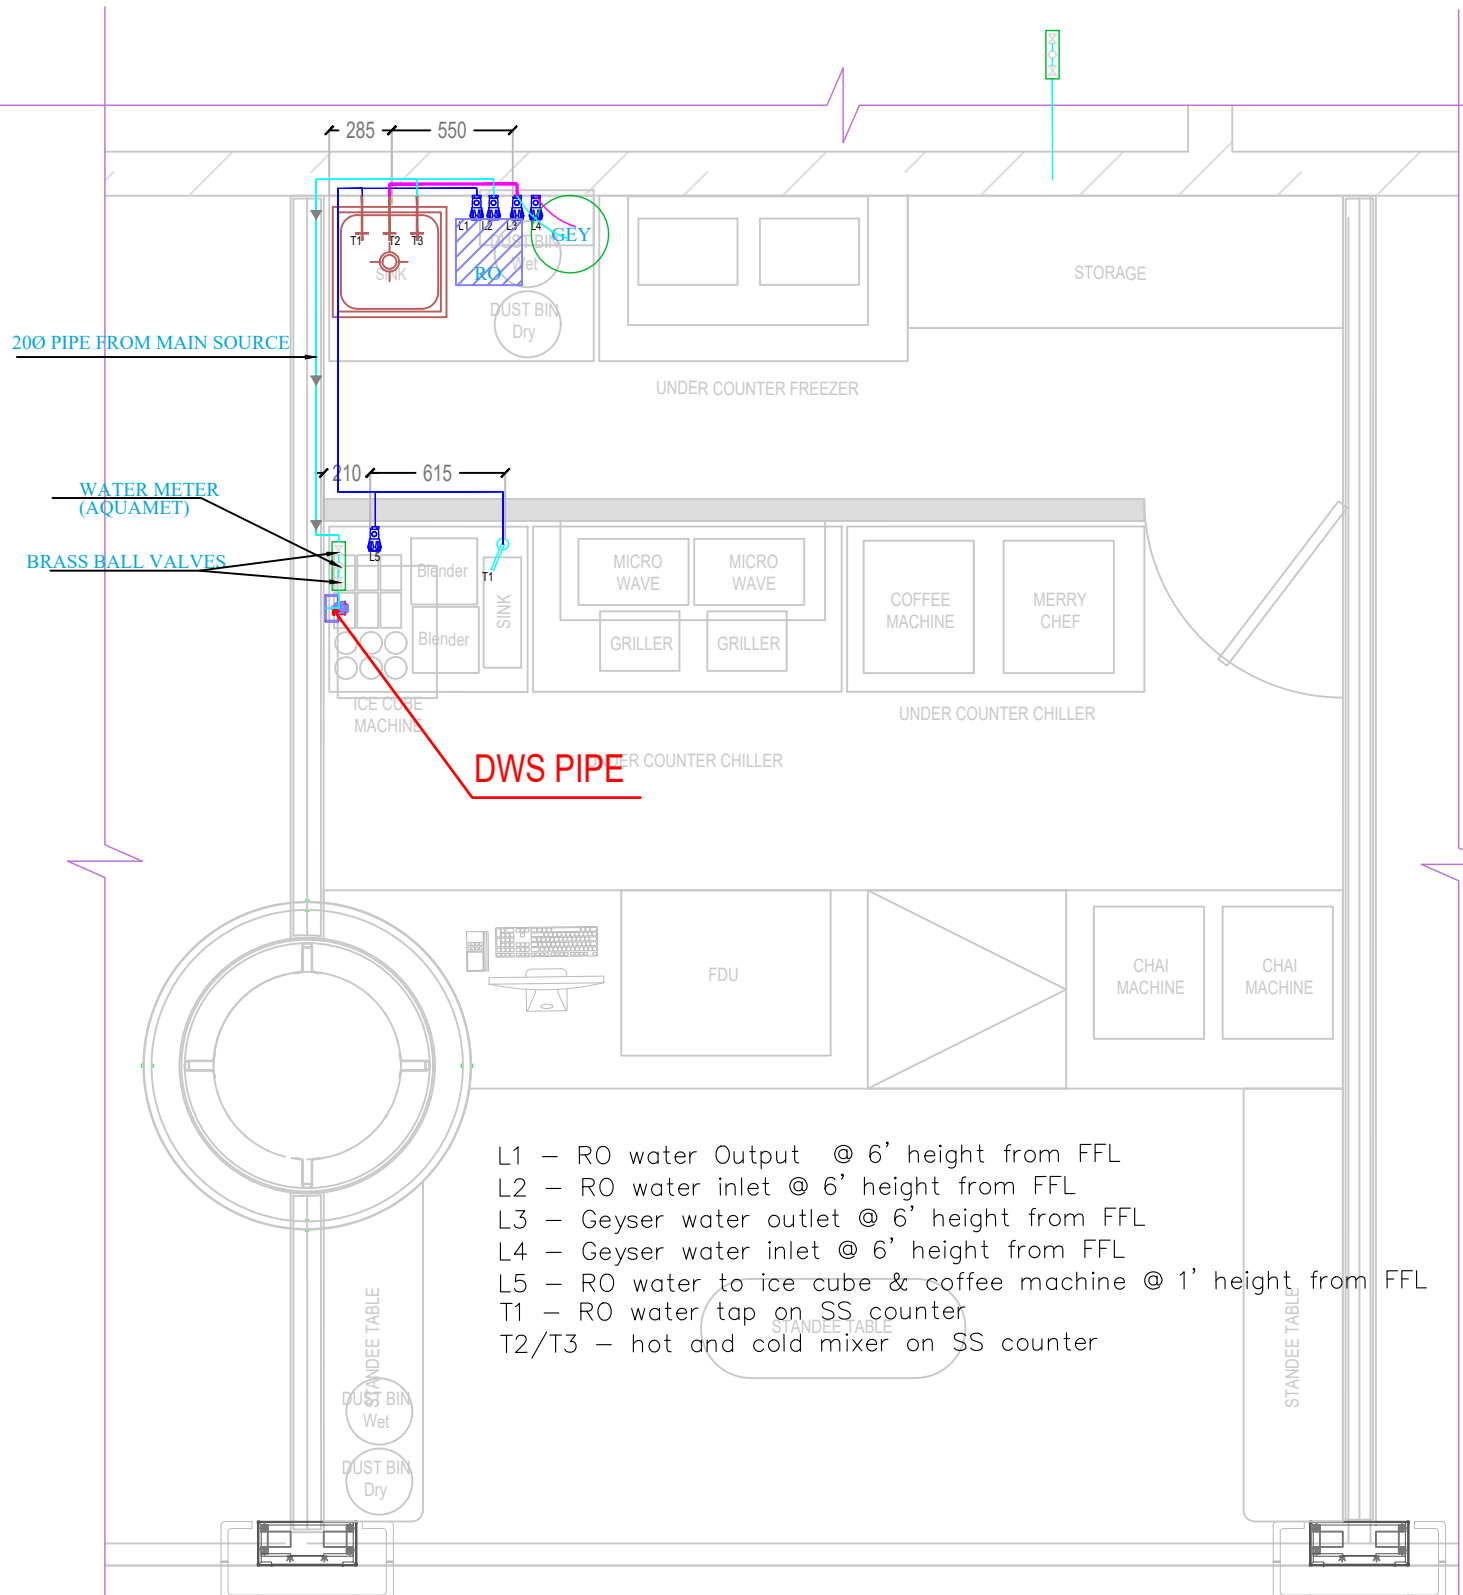 285
550
L1
L2
L3
L4
T1
T2
T3
GEY
DUST BIN
Wet
SINK
RO
STORAGE
DUST BIN
Dry
20Ø PIPE FROM MAIN SOURCE
UNDER COUNTER FREEZER
210
615
WATER METER
(AQUAMET)
BRASS BALL VALVES
L5
Blender
T1
MICRO
WAVE
MICRO
WAVE
COFFEE
MACHINE
MERRY
CHEF
SINK
Blender
GRILLER
GRILLER
ICE CUBE
MACHINE
UNDER COUNTER CHILLER
DWS PIPE
UNDER COUNTER CHILLER
FDU
CHAI
MACHINE
CHAI
MACHINE
L1 – RO water Output @ 6' height from FFL
L2 – RO water inlet @ 6' height from FFL
L3 – Geyser water outlet @ 6' height from FFL
L4 – Geyser water inlet @ 6' height from FFL
L5 – RO water to ice cube & coffee machine @ 1' height from FFL
T1 – RO water tap on SS counter
T2/T3 – hot and cold mixer on SS counter
STANDEE TABLE
STANDEE TABLE
STANDEE TABLE
DUST BIN
Wet
DUST BIN
Dry